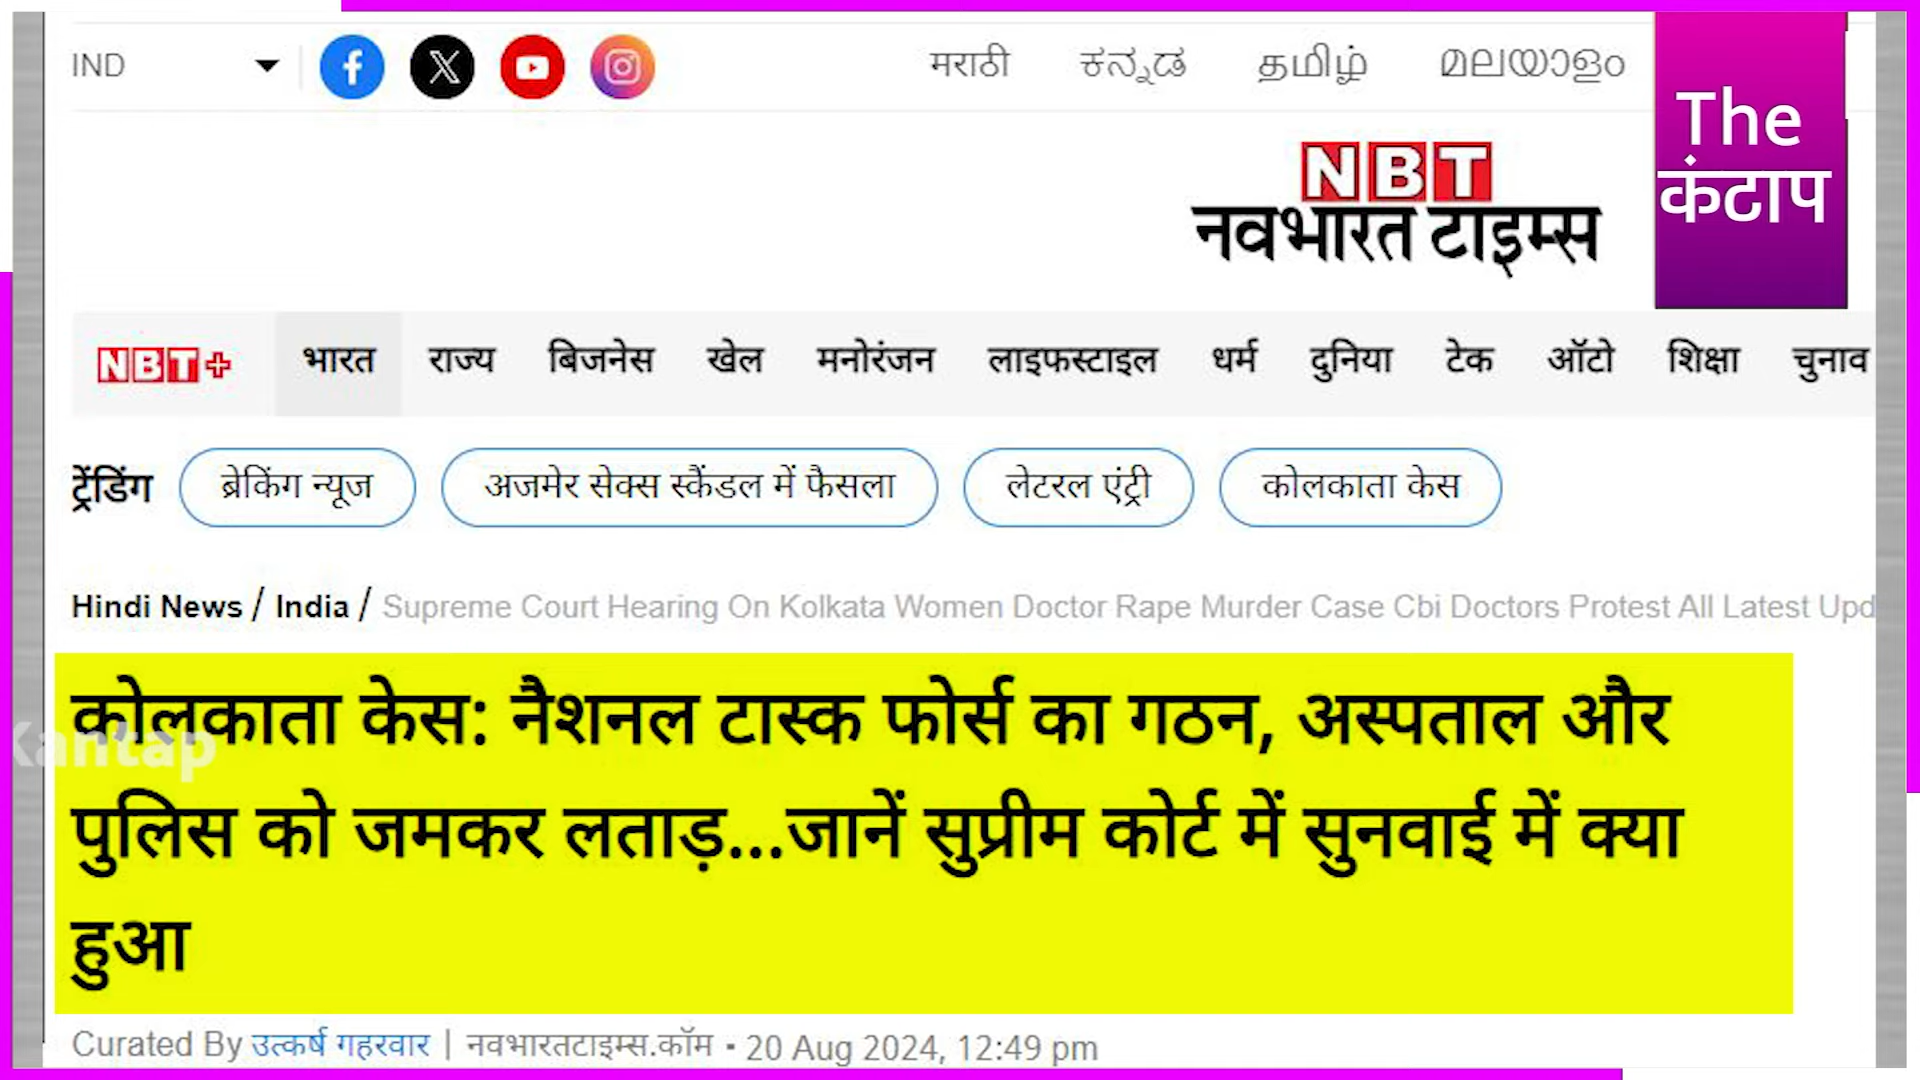 IND मराठी ಕನ್ನಡ தமிழ் മലയാളം
The
कंटाप
NBT
नवभारत टाइम्स
NBT+ भारत राज्य बिजनेस खेल मनोरंजन लाइफस्टाइल धर्म दुनिया टेक ऑटो शिक्षा चुनाव
ट्रेंडिंग ब्रेकिंग न्यूज अजमेर सेक्स स्कैंडल में फैसला लेटरल एंट्री कोलकाता केस
Hindi News / India / Supreme Court Hearing On Kolkata Women Doctor Rape Murder Case Cbi Doctors Protest All Latest Upd
कोलकाता केस: नैशनल टास्क फोर्स का गठन, अस्पताल और
Kantap
पुलिस को जमकर लताड़...जानें सुप्रीम कोर्ट में सुनवाई में क्या
हुआ
Curated By उत्कर्ष गहरवार | नवभारतटाइम्स.कॉम • 20 Aug 2024, 12:49 pm